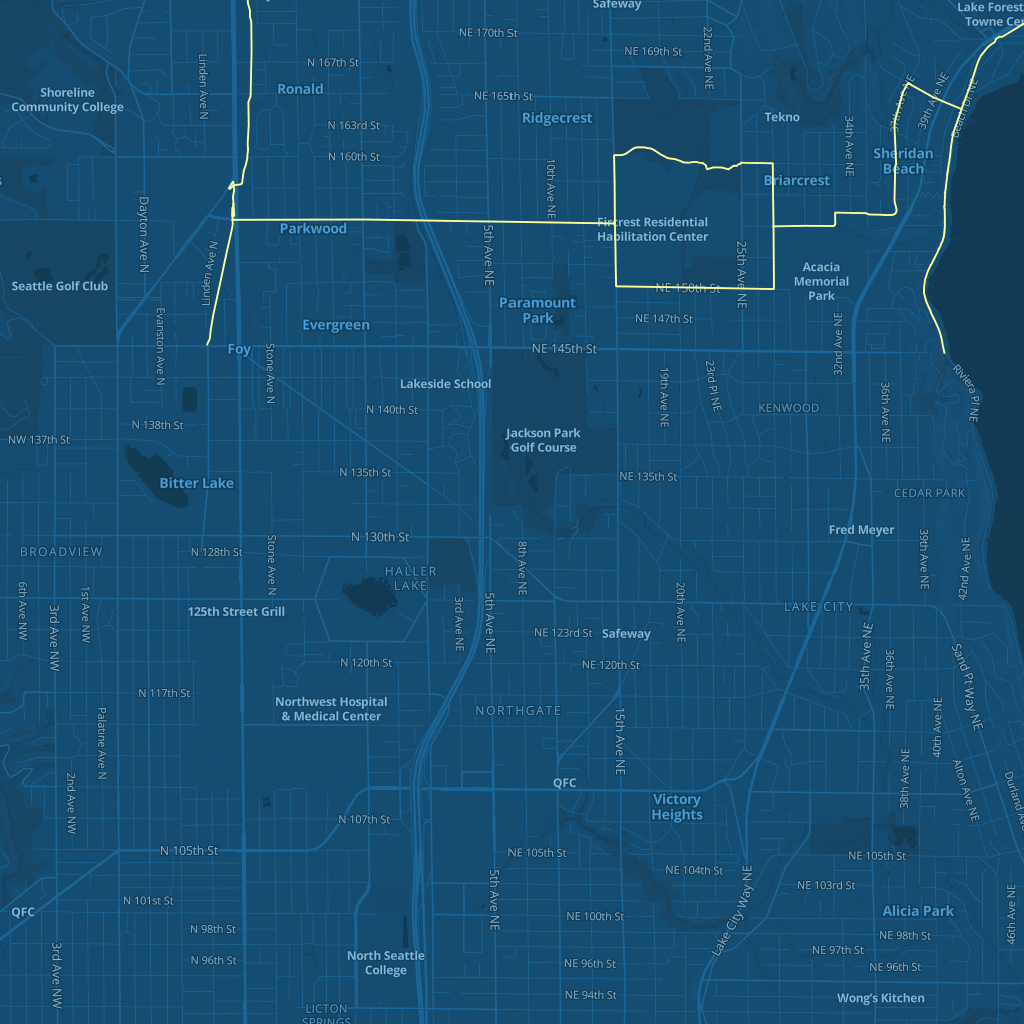 Safeway
Lake Forest
Towne Cen
NE 170th St
22nd Ave NE
NE 169th St
N 167th St
Linden Ave N
Ronald
Shoreline
Community College
NE 165th St
37th Ave NE
39th Ave NE
Beach Dr NE
Ridgecrest
Tekno
N 163rd St
34th Ave NE
N 160th St
Sheridan
Beach
10th Ave NE
Briarcrest
Dayton Ave N
Parkwood
Fircrest Residential
Habilitation Center
5th Ave NE
25th Ave NE
Linden Ave N
Seattle Golf Club
Acacia
Memorial
Park
NE 150th St
Paramount
Park
NE 147th St
Evergreen
Evanston Ave N
32nd Ave NE
Foy
Stone Ave N
NE 145th St
Lakeside School
19th Ave NE
23rd Pl NE
Riviera Pl NE
36th Ave NE
KENWOOD
N 140th St
N 138th St
NW 137th St
Jackson Park
Golf Course
N 135th St
NE 135th St
Bitter Lake
CEDAR PARK
Fred Meyer
N 130th St
BROADVIEW
N 128th St
Stone Ave N
8th Ave NE
39th Ave NE
42nd Ave NE
HALLER
LAKE
6th Ave NW
1st Ave NW
3rd Ave NW
125th Street Grill
3rd Ave NE
5th Ave NE
20th Ave NE
LAKE CITY
NE 123rd St
Safeway
35th Ave NE
36th Ave NE
Sand Pt Way NE
N 120th St
NE 120th St
N 117th St
Northwest Hospital
& Medical Center
NORTHGATE
15th Ave NE
40th Ave NE
Palatine Ave N
2nd Ave NW
38th Ave NE
Alton Ave NE
Durland Av
QFC
Victory
Heights
N 107th St
N 105th St
NE 105th St
NE 105th St
NE 104th St
Lake City Way NE
NE 103rd St
N 101st St
5th Ave NE
46th Ave NE
QFC
NE 100th St
Alicia Park
N 98th St
NE 98th St
3rd Ave NW
N 96th St
North Seattle
College
NE 97th St
NE 96th St
NE 96th St
NE 94th St
Wong's Kitchen
LICTON
SPRINGS